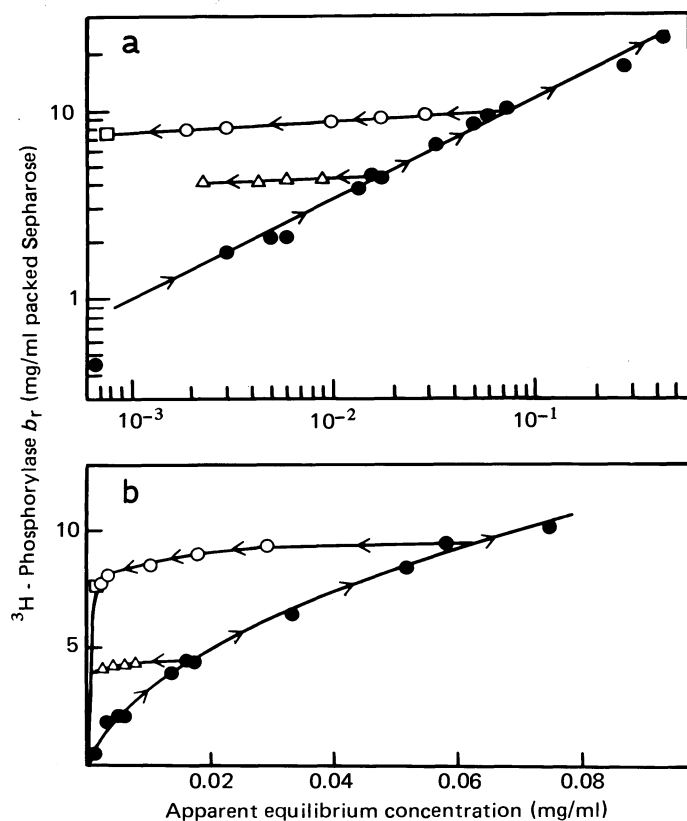 a
10
1
10⁻³
10⁻²
10⁻¹
³H - Phosphorylase bᵣ (mg/ml packed Sepharose)
b
10
5
0.02
0.04
0.06
0.08
Apparent equilibrium concentration (mg/ml)